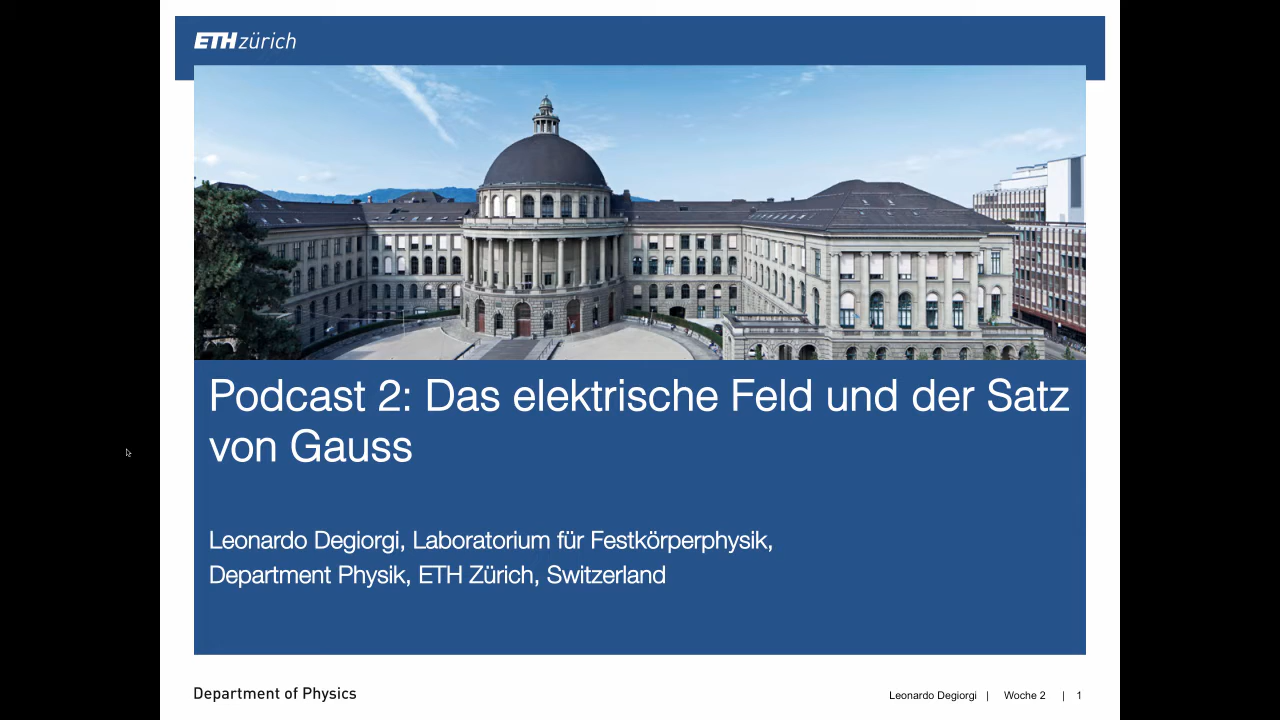 ETH zürich
Podcast 2: Das elektrische Feld und der Satz
von Gauss
Leonardo Degiorgi, Laboratorium für Festkörperphysik,
Department Physik, ETH Zürich, Switzerland
Department of Physics
Leonardo Degiorgi | Woche 2 | 1